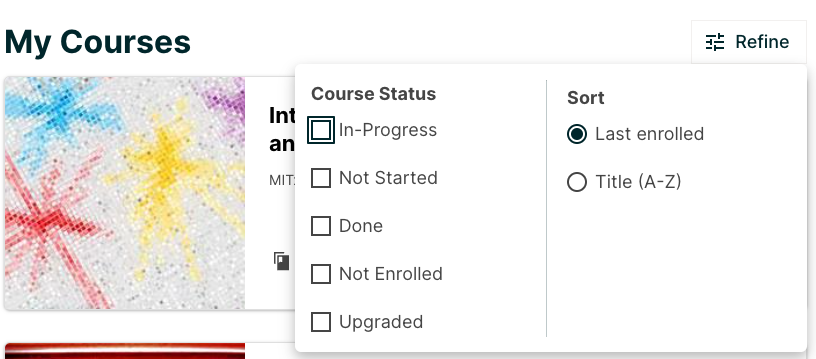 My Courses
Refine
Course Status
In-Progress
Not Started
Done
Not Enrolled
Upgraded
Sort
Last enrolled
Title (A-Z)
Int
an